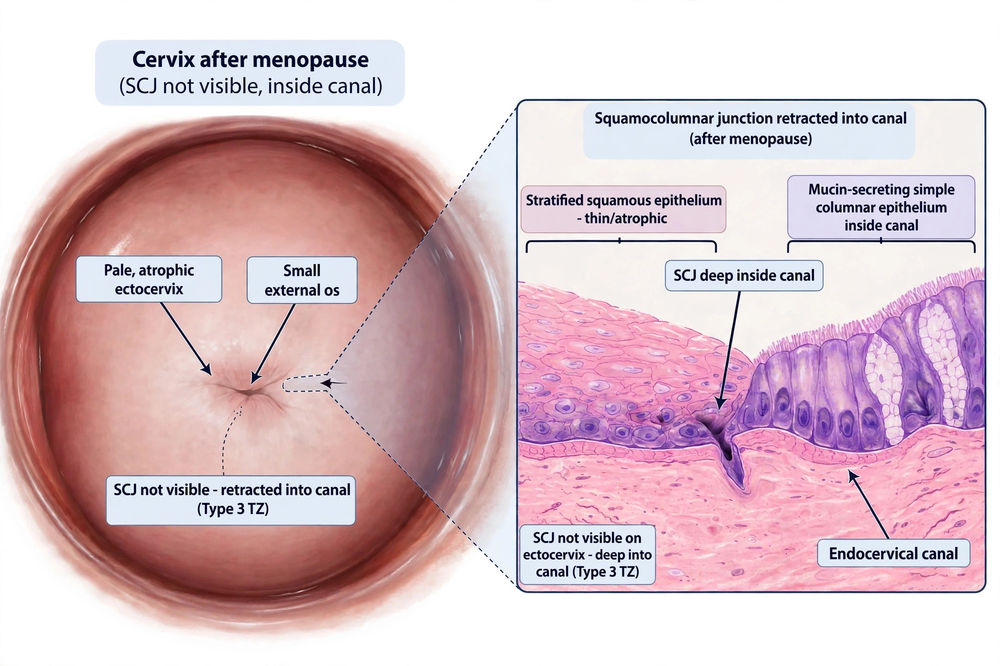 Cervix after menopause
(SCJ not visible, inside canal)
Pale, atrophic
ectocervix
Small
external os
SCJ not visible - retracted into canal
(Type 3 TZ)
Squamocolumnar junction retracted into canal
(after menopause)
Stratified squamous epithelium
- thin/atrophic
Mucin-secreting simple
columnar epithelium
inside canal
SCJ deep inside canal
SCJ not visible on
ectocervix - deep into
canal (Type 3 TZ)
Endocervical canal